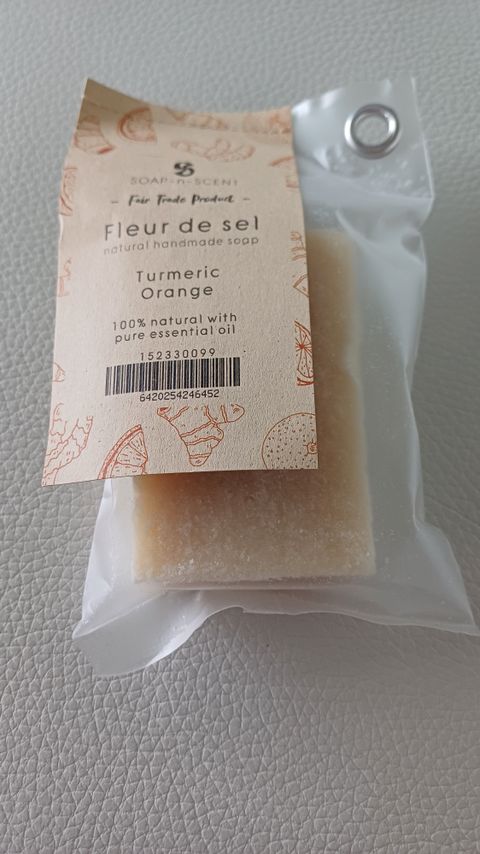 SOAP-n-SCENT
- Fair Trade Product -
Fleur de sel
natural handmade soap
Turmeric
Orange
100% natural with
pure essential oil
152330099
6420254246452